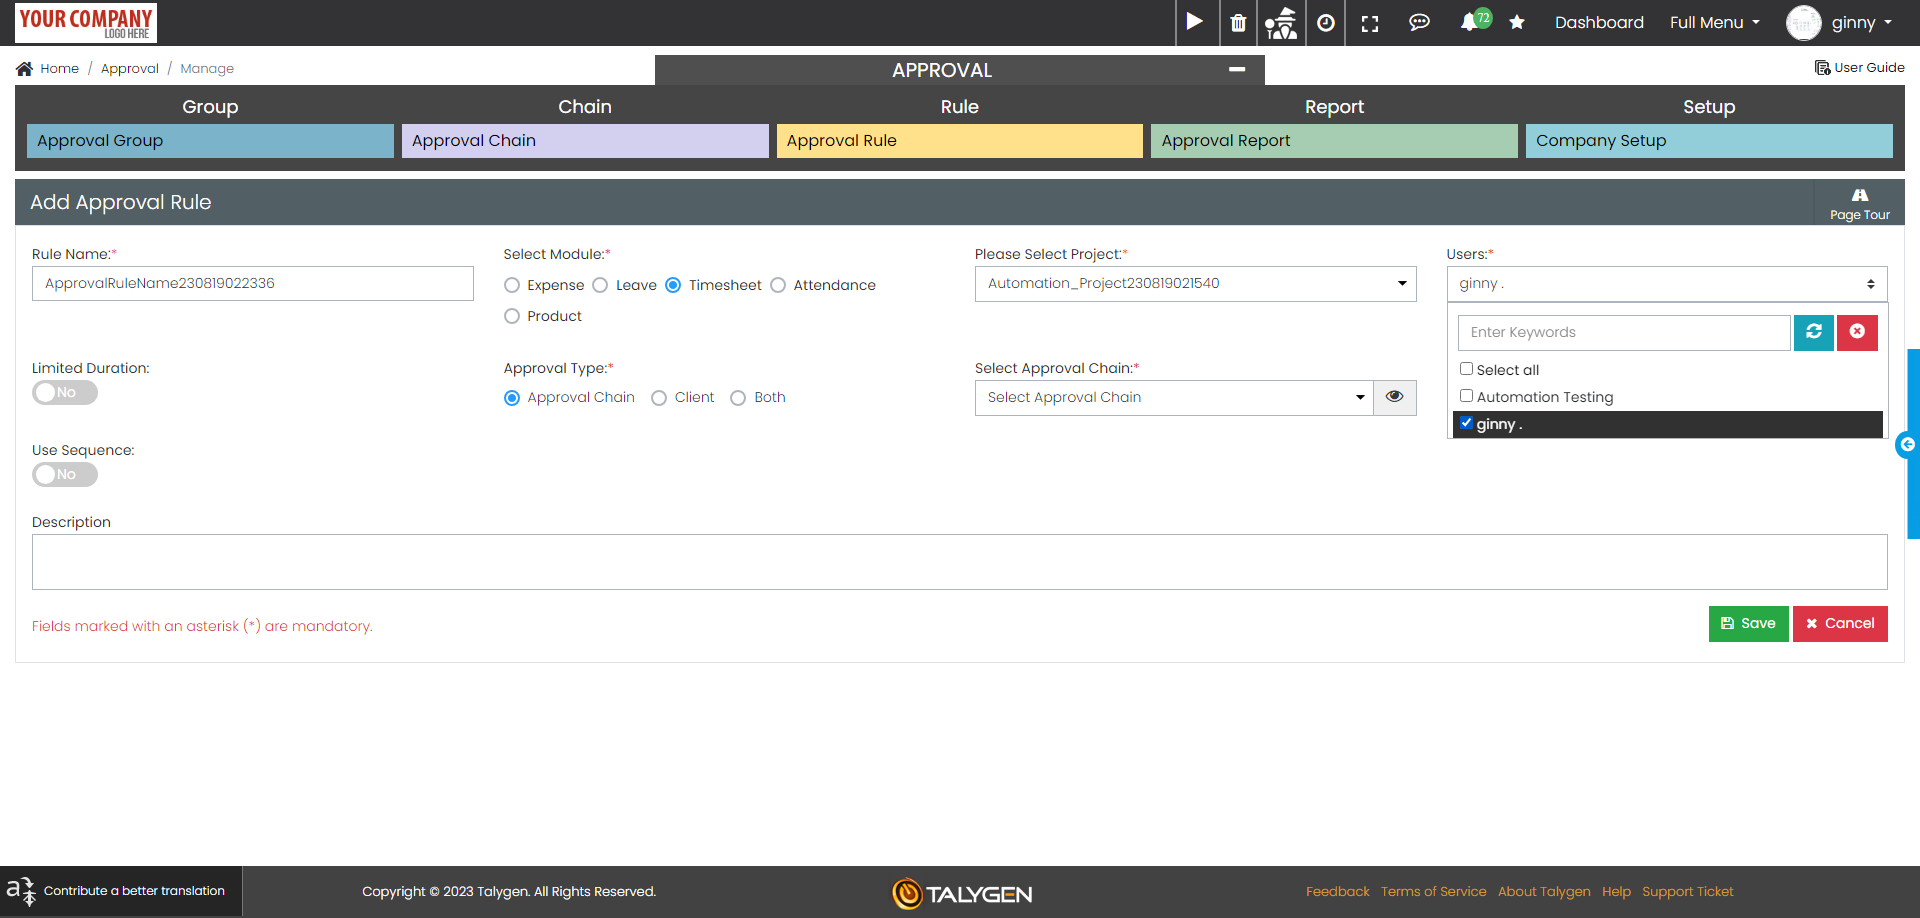 YOUR COMPANY
LOGO HERE
72
Dashboard
Full Menu
ginny
Home / Approval / Manage
APPROVAL
User Guide
Group
Chain
Rule
Report
Setup
Approval Group
Approval Chain
Approval Rule
Approval Report
Company Setup
Add Approval Rule
Page Tour
Rule Name:*
Select Module:*
Please Select Project:*
Users:*
ApprovalRuleName230819022336
Expense
Leave
Timesheet
Attendance
Product
Automation_Project230819021540
ginny .
Enter Keywords
Select all
Automation Testing
ginny .
Limited Duration:
No
Approval Type:*
Approval Chain
Client
Both
Select Approval Chain:*
Select Approval Chain
Use Sequence:
No
Description
Fields marked with an asterisk (*) are mandatory.
Save
Cancel
Contribute a better translation
Copyright © 2023 Talygen. All Rights Reserved.
TALYGEN
Feedback
Terms of Service
About Talygen
Help
Support Ticket